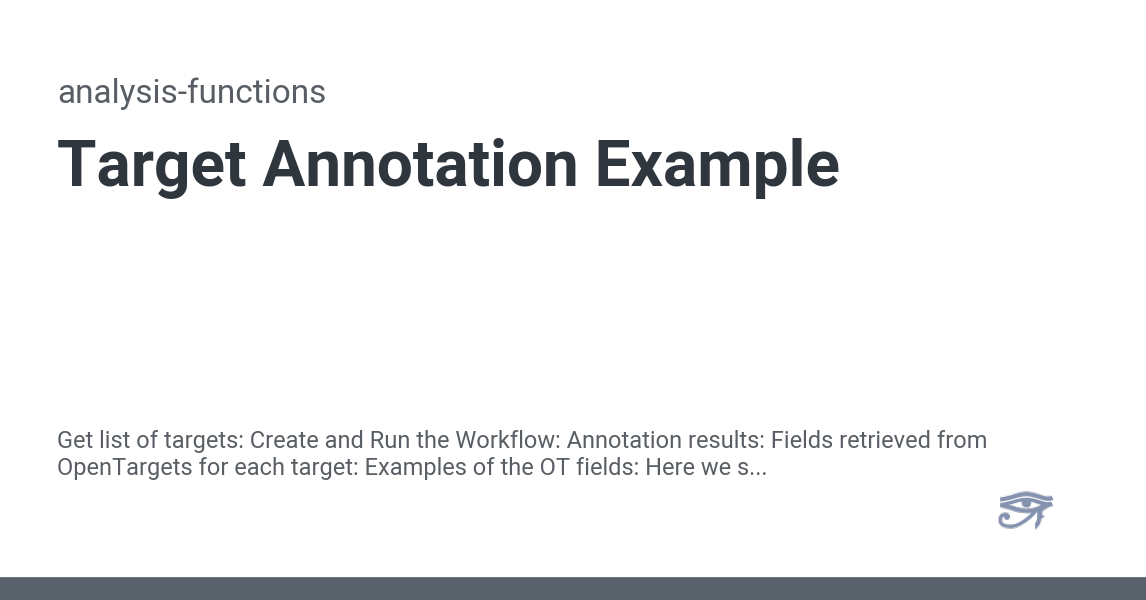 analysis-functions
Target Annotation Example
Get list of targets: Create and Run the Workflow: Annotation results: Fields retrieved from
OpenTargets for each target: Examples of the OT fields: Here we s...